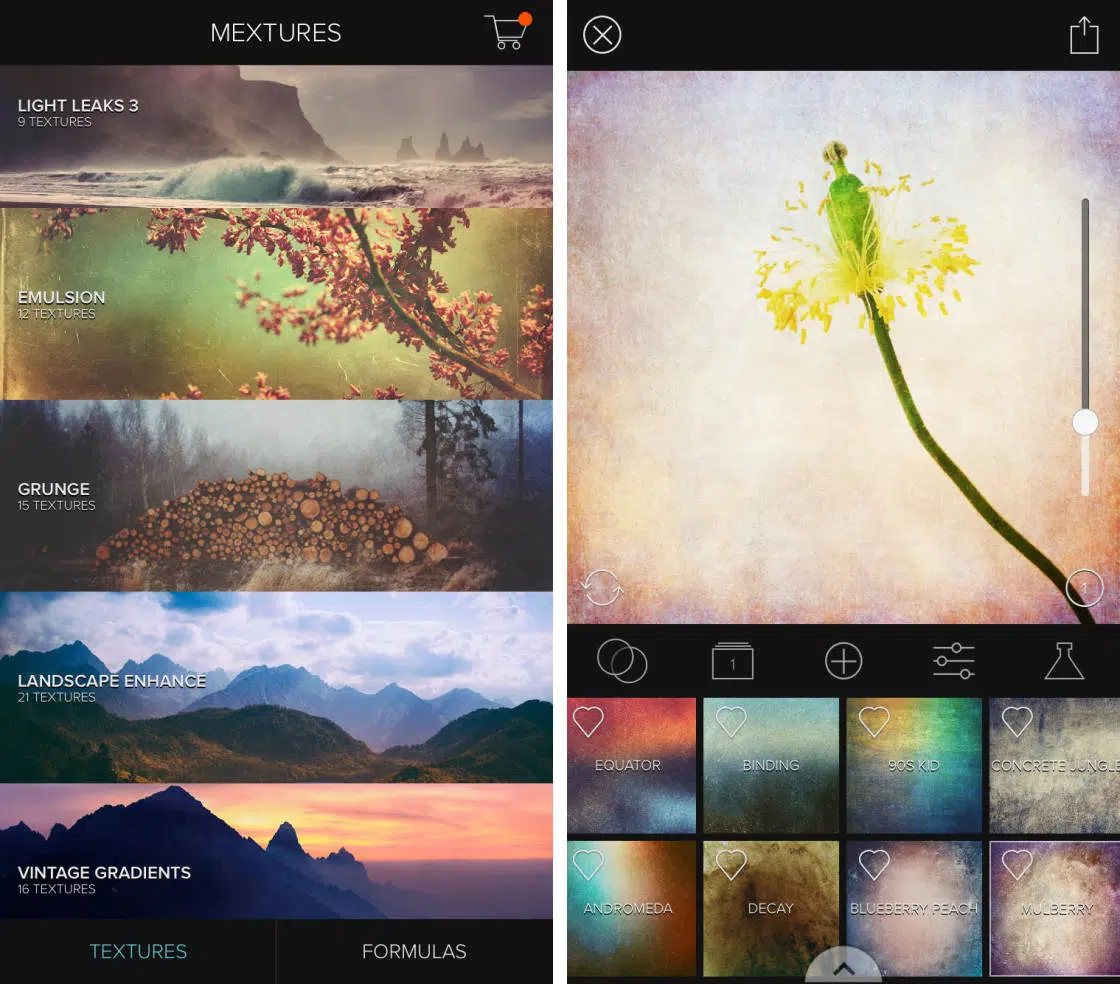 MEXTURES
LIGHT LEAKS 3
9 TEXTURES
EMULSION
12 TEXTURES
GRUNGE
15 TEXTURES
LANDSCAPE ENHANCE
21 TEXTURES
VINTAGE GRADIENTS
16 TEXTURES
TEXTURES
FORMULAS
1
1
EQUATOR
BINDING
90S KID
CONCRETE JUNGLE
ANDROMEDA
DECAY
BLUEBERRY PEACH
MULBERRY